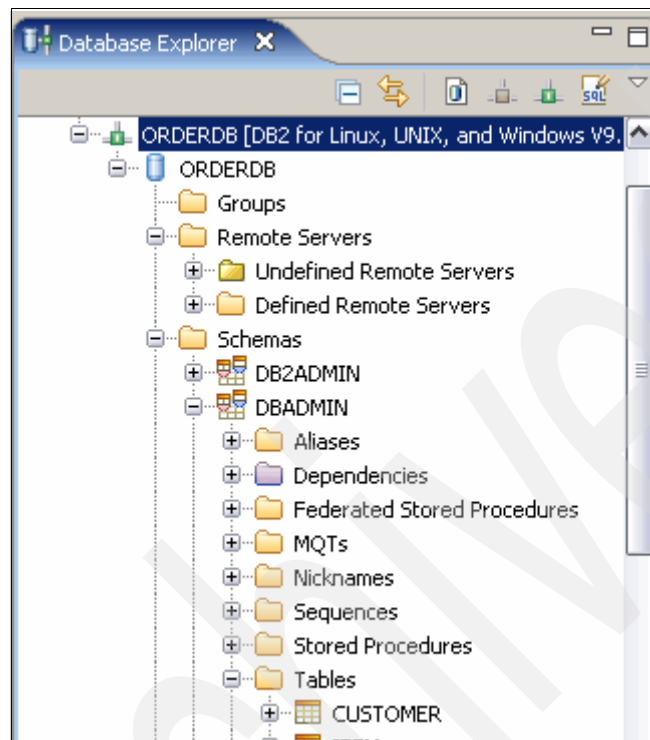 Database Explorer
SQL
ORDERDB [DB2 for Linux, UNIX, and Windows V9.
ORDERDB
Groups
Remote Servers
Undefined Remote Servers
Defined Remote Servers
Schemas
DB2ADMIN
DBADMIN
Aliases
Dependencies
Federated Stored Procedures
MQTs
Nicknames
Sequences
Stored Procedures
Tables
CUSTOMER